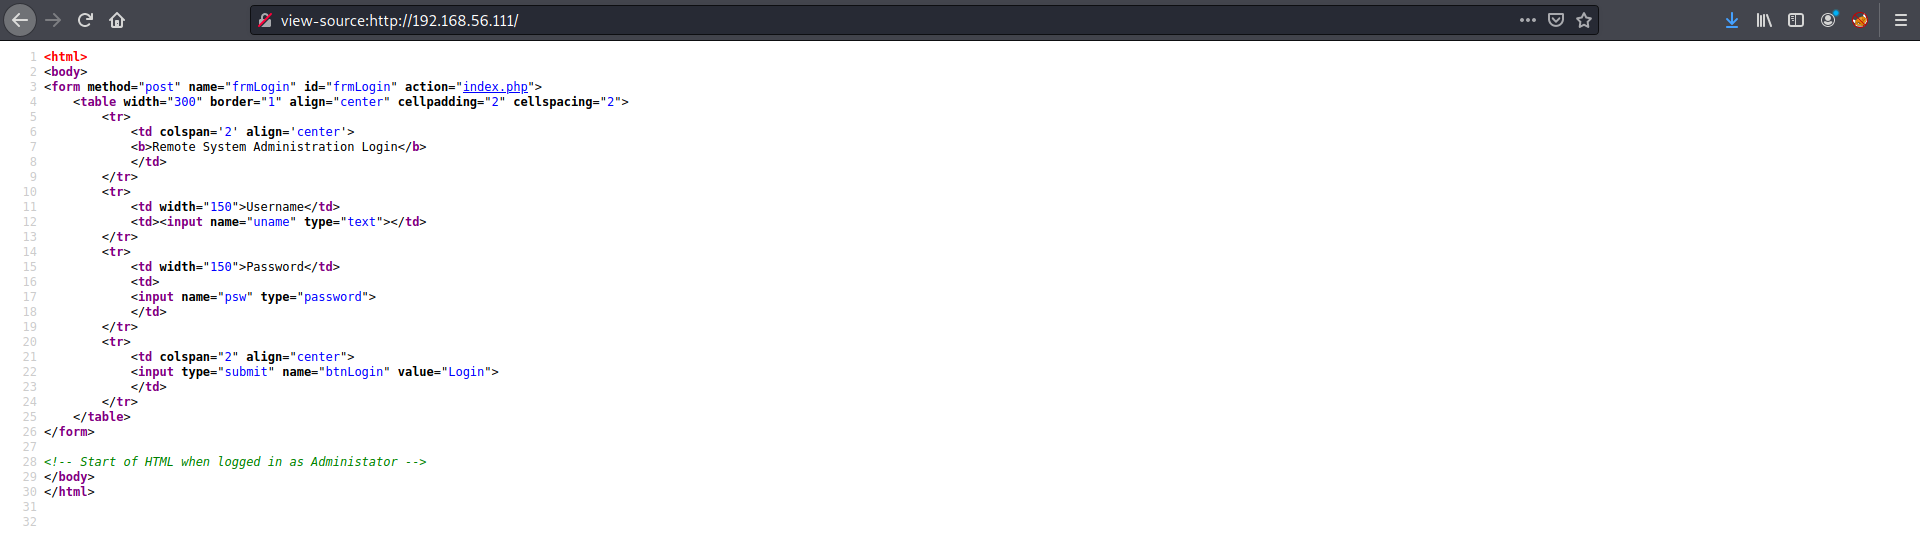 view-source:http://192.168.56.111/
1 <html>
2 <body>
3 <form method="post" name="frmLogin" id="frmLogin" action="index.php">
4     <table width="300" border="1" align="center" cellpadding="2" cellspacing="2">
5         <tr>
6             <td colspan='2' align='center'>
7             <b>Remote System Administration Login</b>
8             </td>
9         </tr>
10         <tr>
11             <td width="150">Username</td>
12             <td><input name="uname" type="text"></td>
13         </tr>
14         <tr>
15             <td width="150">Password</td>
16             <td>
17             <input name="psw" type="password">
18             </td>
19         </tr>
20         <tr>
21             <td colspan="2" align="center">
22             <input type="submit" name="btnLogin" value="Login">
23             </td>
24         </tr>
25     </table>
26 </form>
27
28 <!-- Start of HTML when logged in as Administator -->
29 </body>
30 </html>
31
32